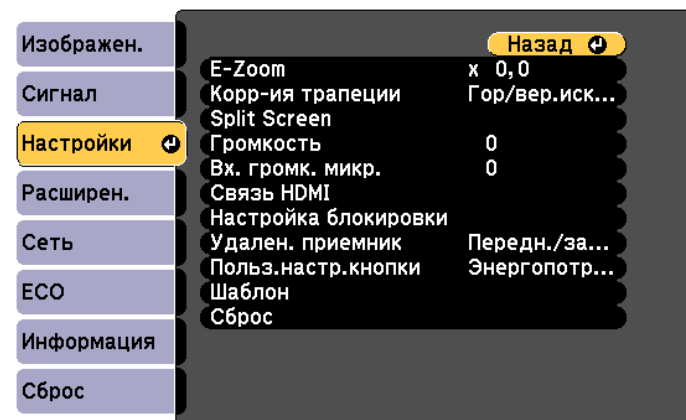 Изображен.
Сигнал
Настройки
Расширен.
Сеть
ECO
Информация
Сброс
Назад
E-Zoom x 0,0
Корр-ия трапеции Гор/вер.иск...
Split Screen
Громкость 0
Вх. громк. микр. 0
Связь HDMI
Настройка блокировки
Удален. приемник Передн./за...
Польз.настр.кнопки Энергопотр...
Шаблон
Сброс